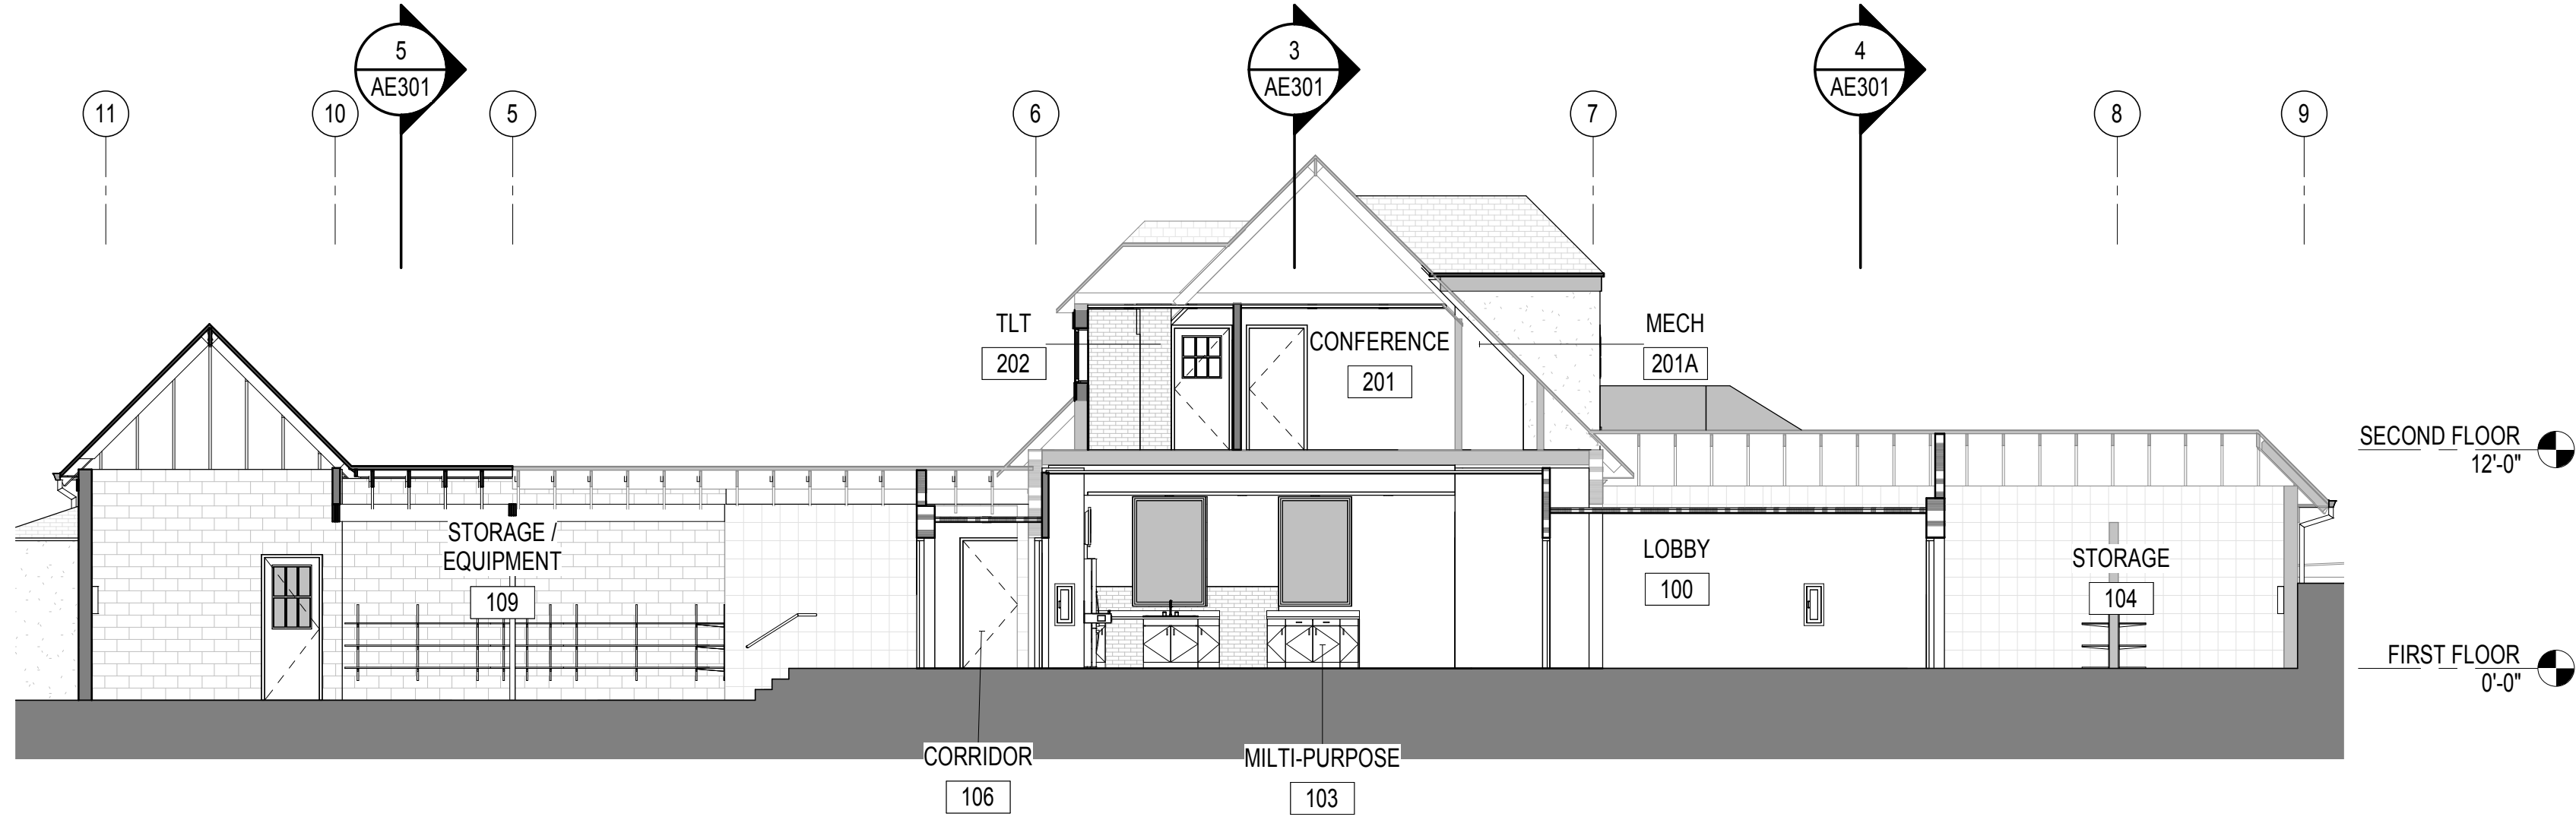 5
AE301
3
AE301
4
AE301
11
10
5
6
7
8
9
TLT
202
CONFERENCE
201
MECH
201A
SECOND FLOOR
12'-0"
STORAGE /
EQUIPMENT
109
LOBBY
100
STORAGE
104
FIRST FLOOR
0'-0"
CORRIDOR
106
MILTI-PURPOSE
103